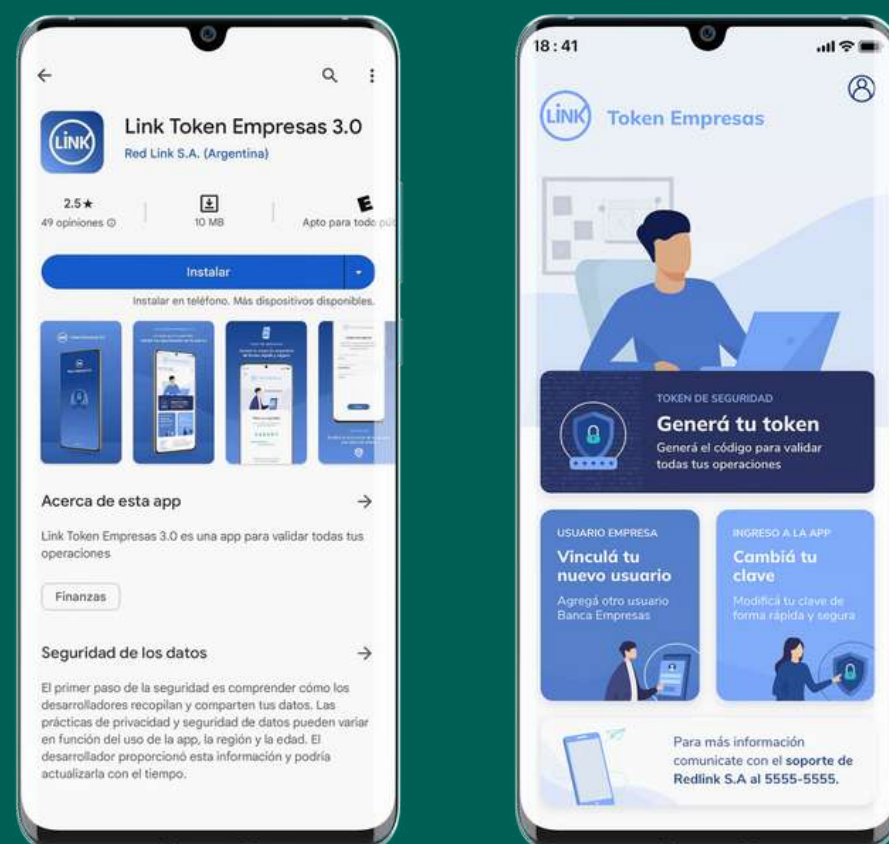 Link Token Empresas 3.0
Red Link S.A. (Argentina)
LiNK
2.5★
49 opiniones
10 MB
E
Apto para todo
Instalar
Instalar en teléfono. Más dispositivos disponibles.
Acerca de esta app
Link Token Empresas 3.0 es una app para validar todas tus
operaciones
Finanzas
Seguridad de los datos
El primer paso de la seguridad es comprender cómo los
desarrolladores recopilan y comparten tus datos. Las
prácticas de privacidad y seguridad de datos pueden variar
en función del uso de la app, la región y la edad. El
desarrollador proporcionó esta información y podría
actualizarla con el tiempo.
18:41
LiNK
Token Empresas
TOKEN DE SEGURIDAD
Generá tu token
Generá el código para validar
todas tus operaciones
USUARIO EMPRESA
Vinculá tu
nuevo usuario
Agregá otro usuario
Banca Empresas
INGRESO A LA APP
Cambiá tu
clave
Modificá tu clave de
forma rápida y segura
Para más información
comunicate con el soporte de
Redlink S.A al 5555-5555.